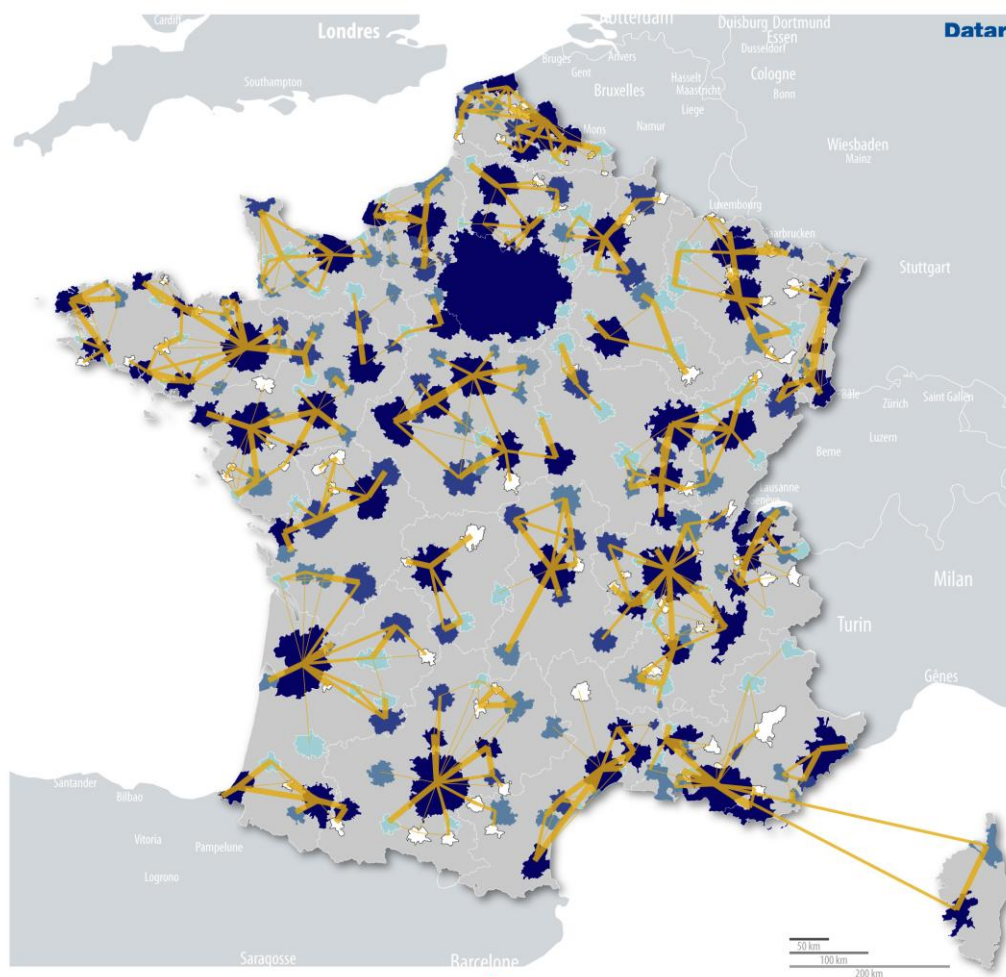 Cardiff
Londres
Rotterdam
Duisburg Dortmund
Essen
Datar
Southampton
Bruges
Anvers
Dusseldorf
Gent
Bruxelles
Hasselt
Maastricht
Cologne
Liege
Bonn
Mons
Namur
Wiesbaden
Mainz
Luxembourg
Stuttgart
Bâle
Zürich
Saint Gallen
Luzern
Berne
Lausanne
Milan
Turin
Gênes
Santander
Bilbao
Vitoria
Pampelune
Logrono
Saragosse
Barcelone
50 km
100 km
200 km